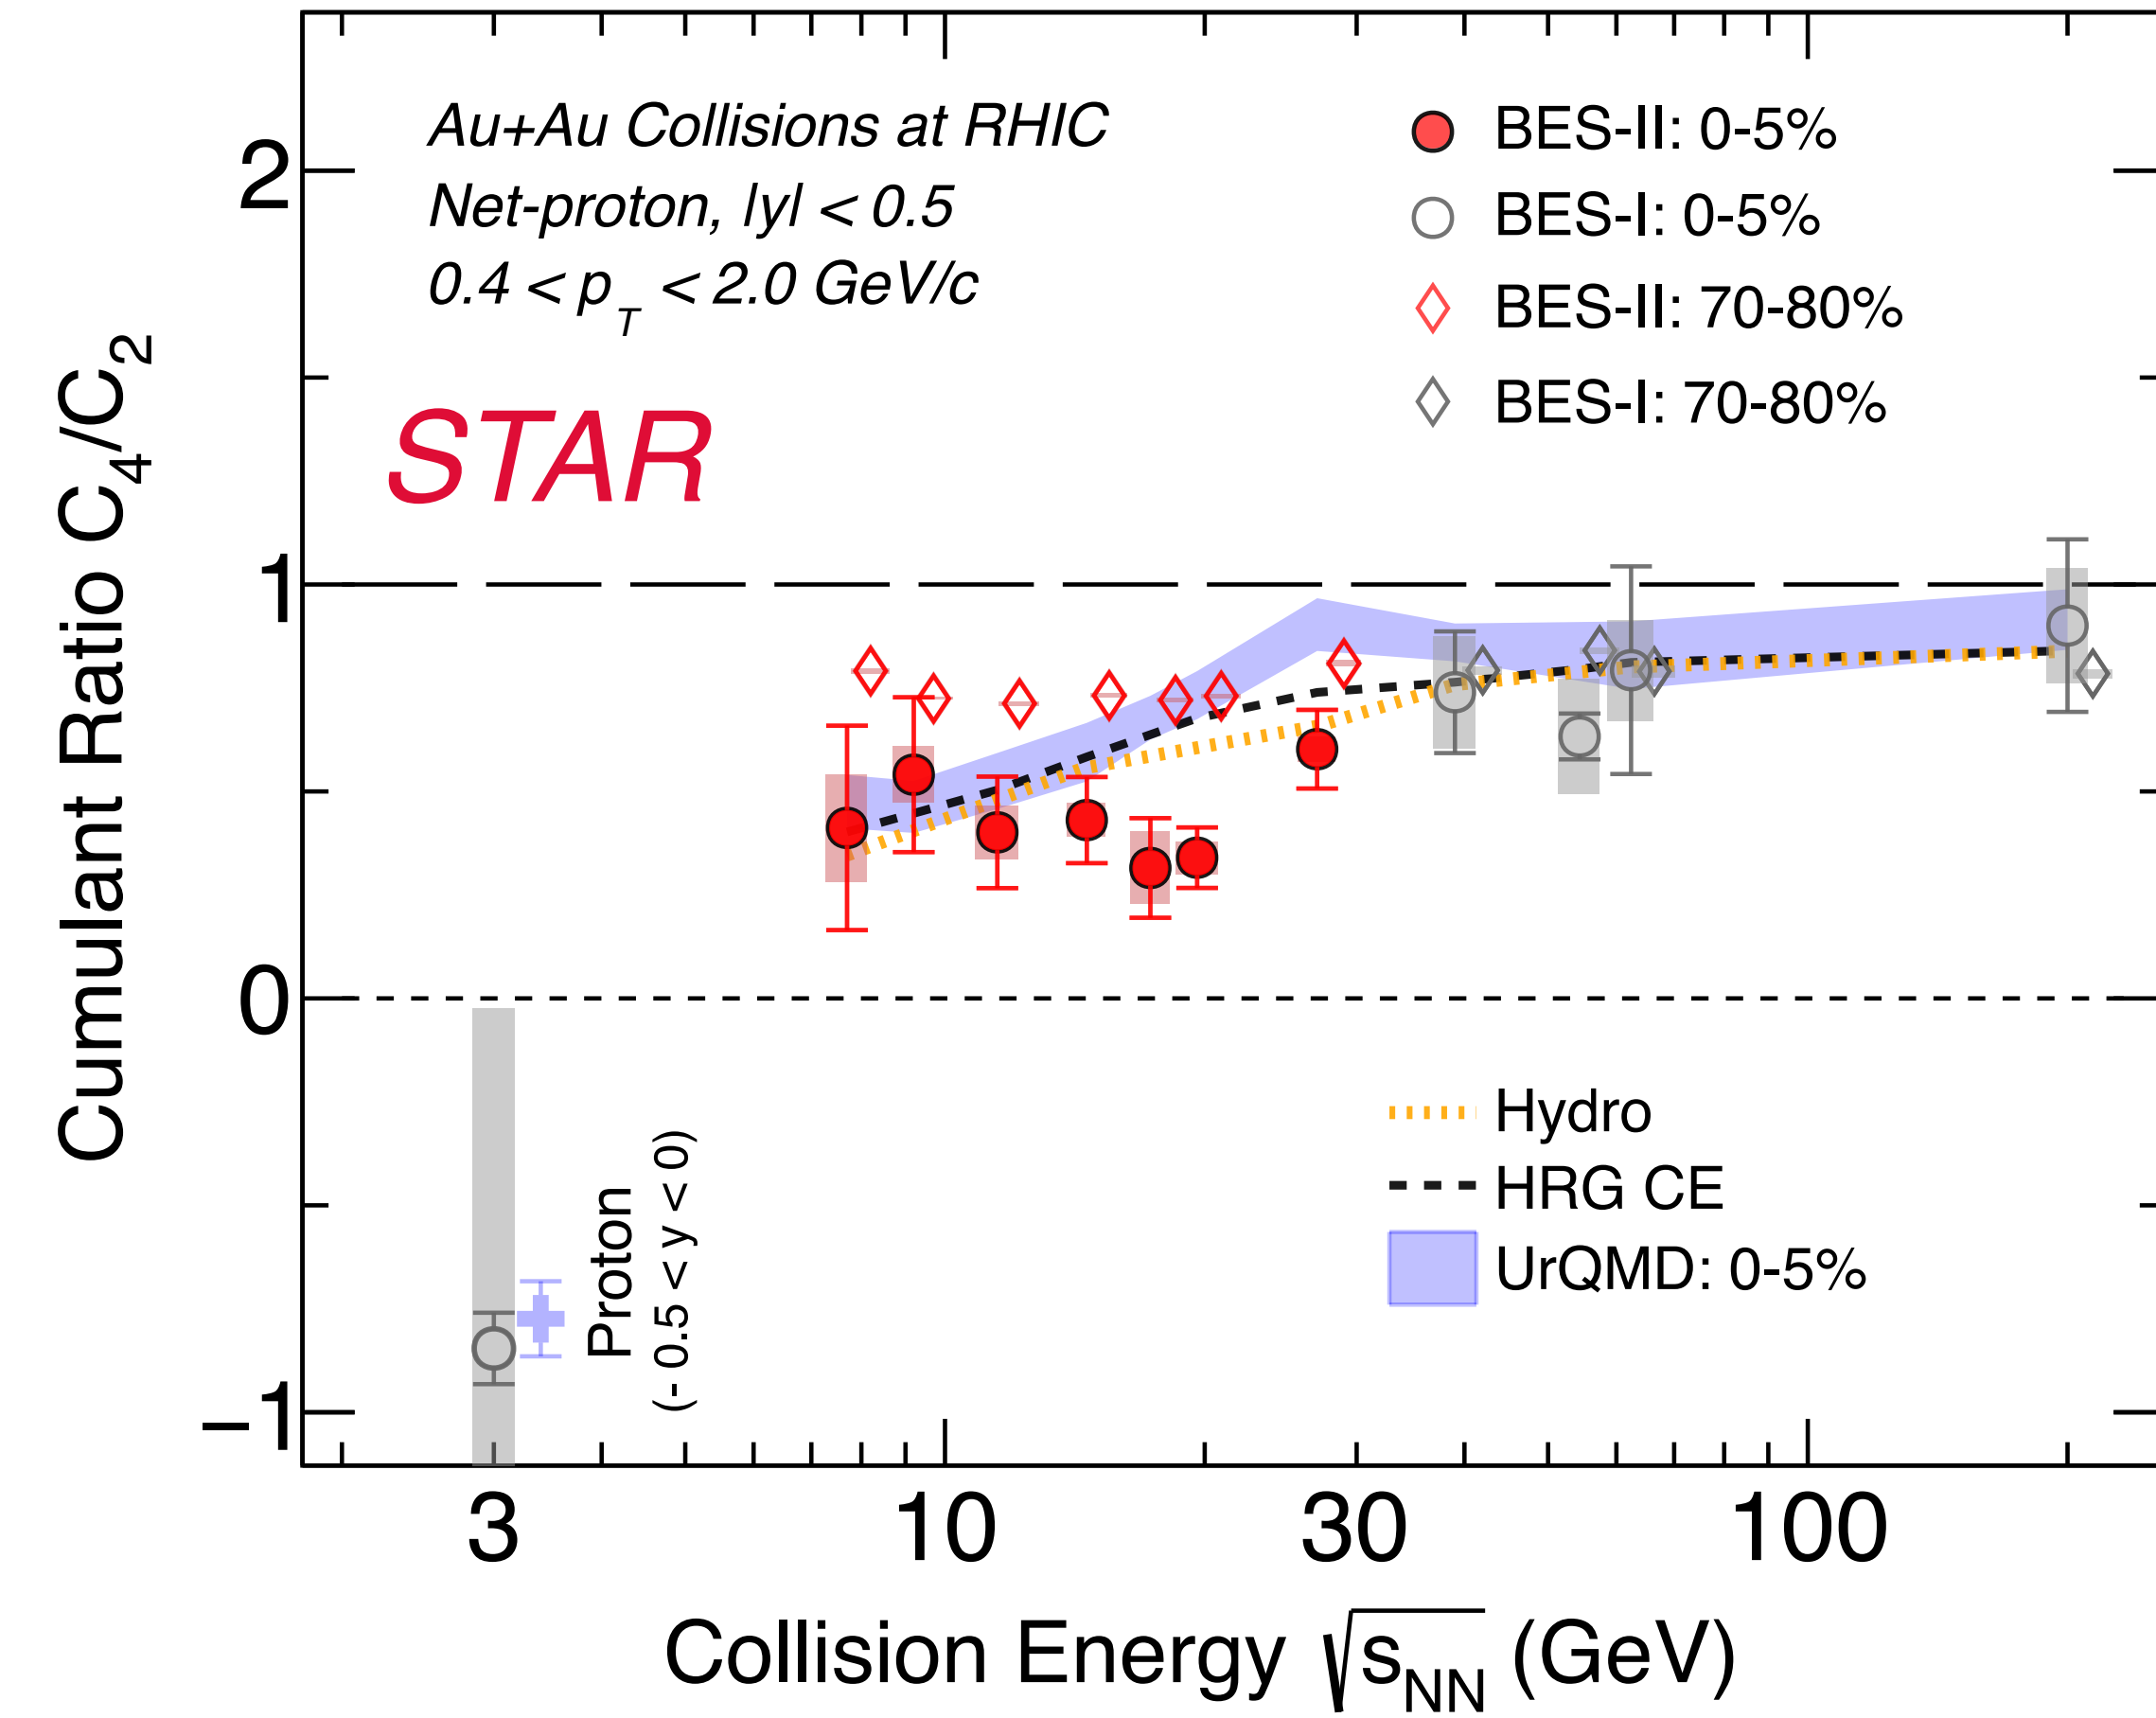 Au+Au Collisions at RHIC
Net-proton, |y| < 0.5
0.4 < p_T < 2.0 GeV/c
STAR
BES-II: 0-5%
BES-I: 0-5%
BES-II: 70-80%
BES-I: 70-80%
Cumulant Ratio C4/C2
2
1
0
−1
Proton
(- 0.5 < y < 0)
Hydro
HRG CE
UrQMD: 0-5%
3 10 30 100
Collision Energy √sNN (GeV)